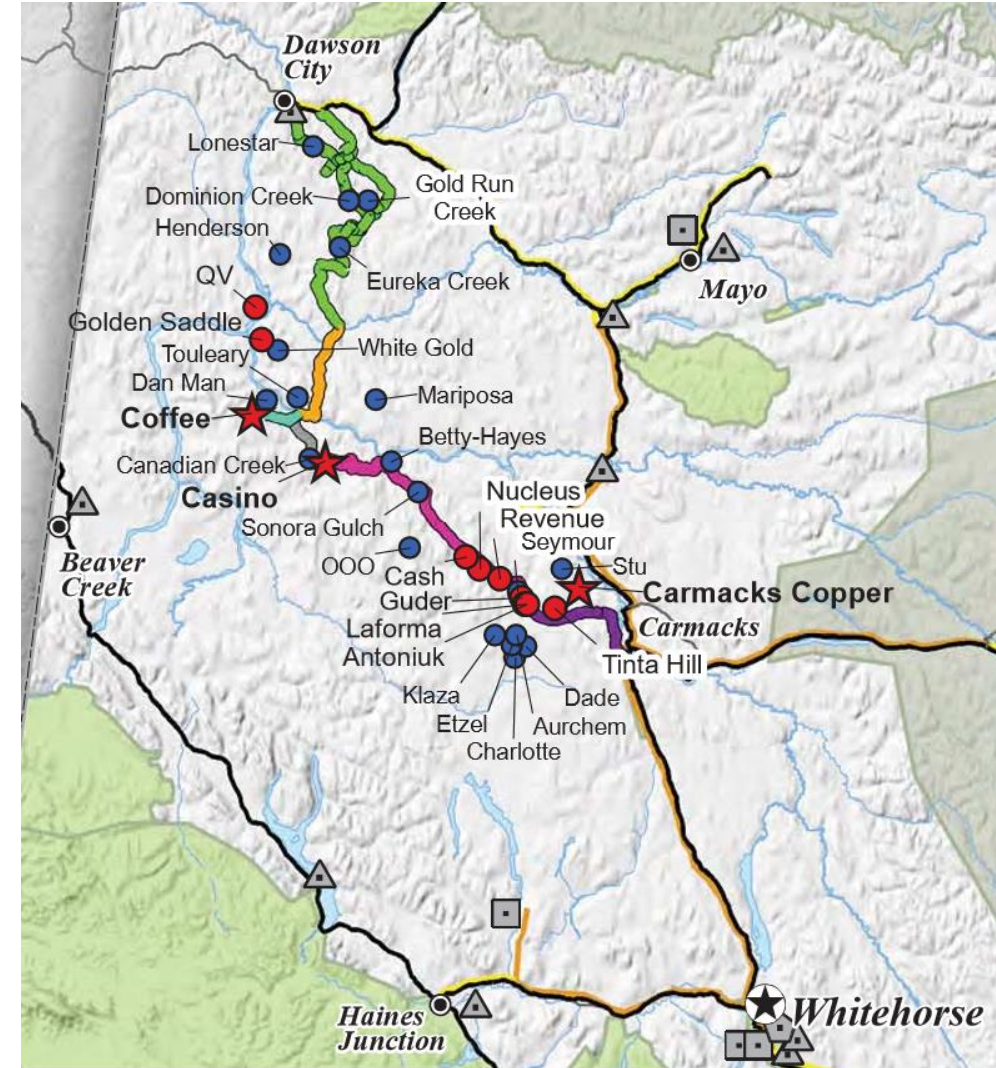 Dawson
City
Lonestar
Dominion Creek
Gold Run
Creek
Henderson
Eureka Creek
QV
Golden Saddle
Mayo
Touleary
White Gold
Dan Man
Mariposa
Coffee
Betty-Hayes
Canadian Creek
Casino
Nucleus
Revenue
Sonora Gulch
Seymour
OOO
Stu
Cash
Beaver
Creek
Guder
Carmacks Copper
Laforma
Carmacks
Antoniuk
Tinta Hill
Klaza
Dade
Etzel
Aurchem
Charlotte
Haines
Junction
Whitehorse